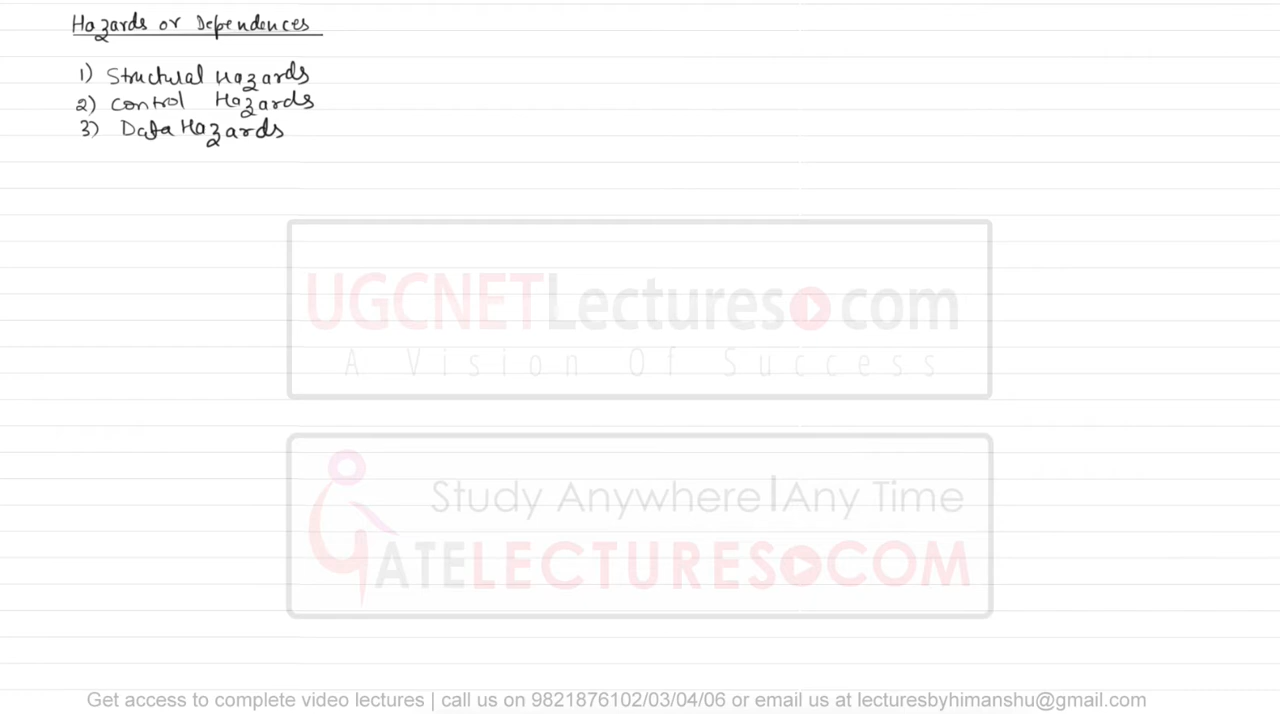 Hazards or Dependences
1) Structural Hazards
2) Control Hazards
3) Data Hazards
UGCNETLectures.com
A Vision Of Success
Study Anywhere|Any Time
GATELECTURES.COM
Get access to complete video lectures | call us on 9821876102/03/04/06 or email us at lecturesbyhimanshu@gmail.com